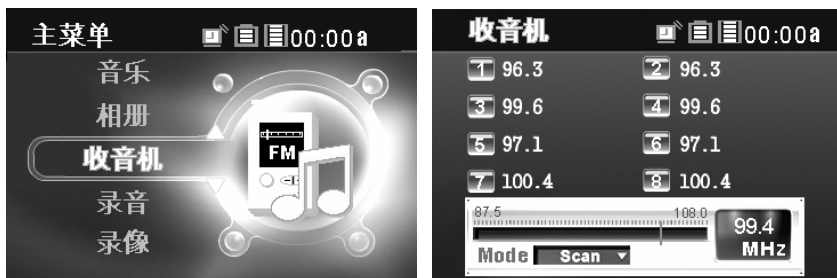 主菜单 00:00a
音乐
相册
收音机
录音
录像
FM
收音机 00:00a
1 96.3 2 96.3
3 99.6 4 99.6
5 97.1 6 97.1
7 100.4 8 100.4
87.5 108.0
99.4
MHz
Mode Scan